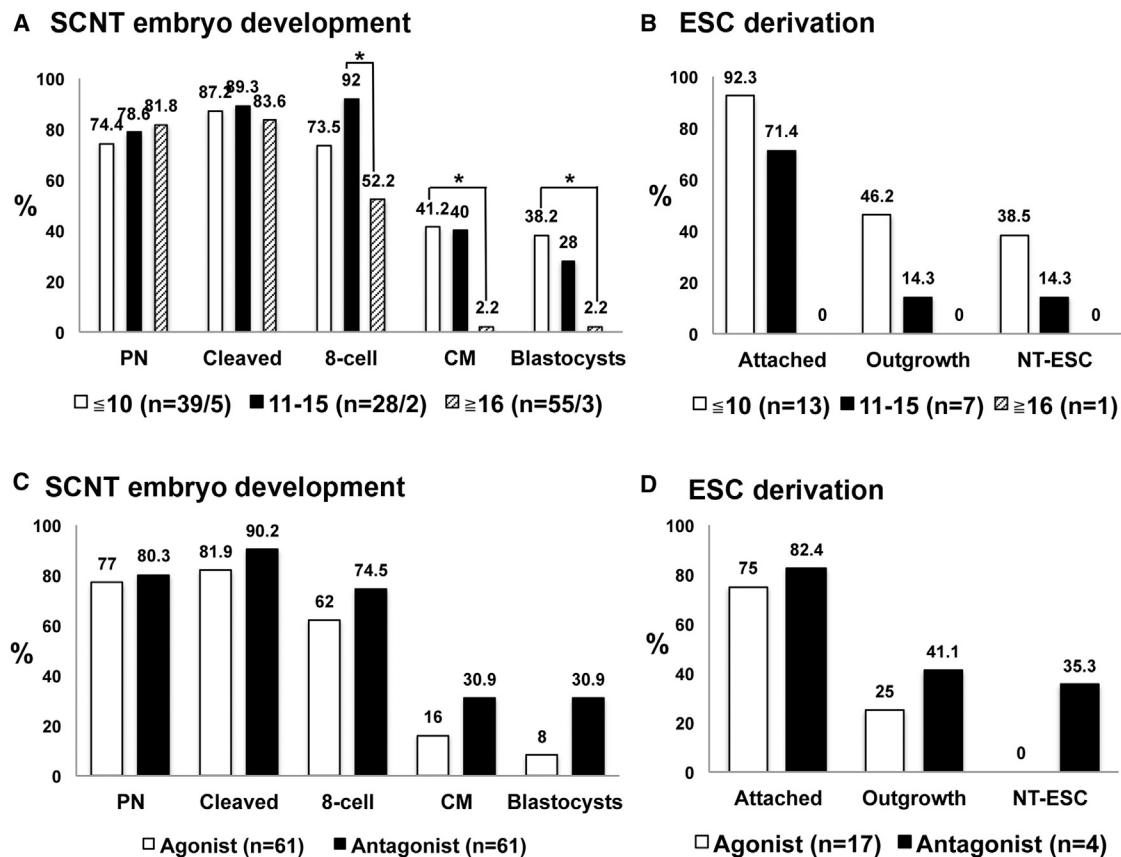 A SCNT embryo development
*
100
80
60
40
20
0
%
74.4 78.6 81.8
87.2 89.3 83.6
73.5 92 52.2
*
41.2 40 2.2
*
38.2 28 2.2
PN Cleaved 8-cell CM Blastocysts
≦10 (n=39/5) 11-15 (n=28/2) ≧16 (n=55/3)
B ESC derivation
100
80
60
40
20
0
%
92.3 71.4 0
46.2 14.3 0
38.5 14.3 0
Attached Outgrowth NT-ESC
≦10 (n=13) 11-15 (n=7) ≧16 (n=1)
C SCNT embryo development
100
80
60
40
20
0
%
77 80.3
81.9 90.2
62 74.5
16 30.9
8 30.9
PN Cleaved 8-cell CM Blastocysts
Agonist (n=61) Antagonist (n=61)
D ESC derivation
100
80
60
40
20
0
%
75 82.4
25 41.1
0 35.3
Attached Outgrowth NT-ESC
Agonist (n=17) Antagonist (n=4)